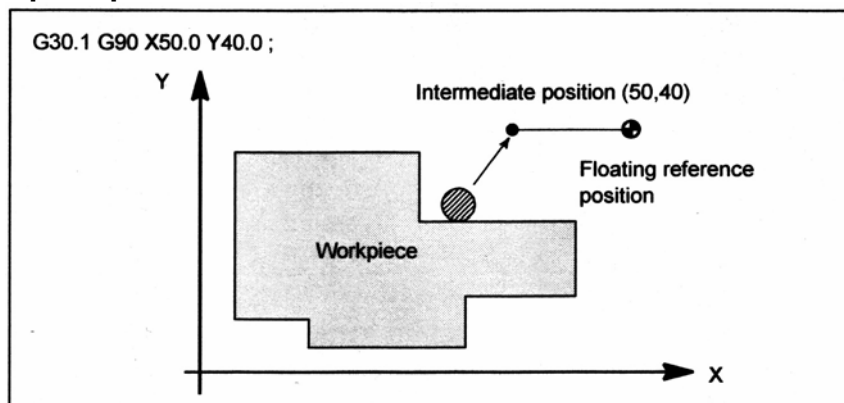 G30.1 G90 X50.0 Y40.0 ;
Y
Intermediate position (50,40)
Floating reference
position
Workpiece
X